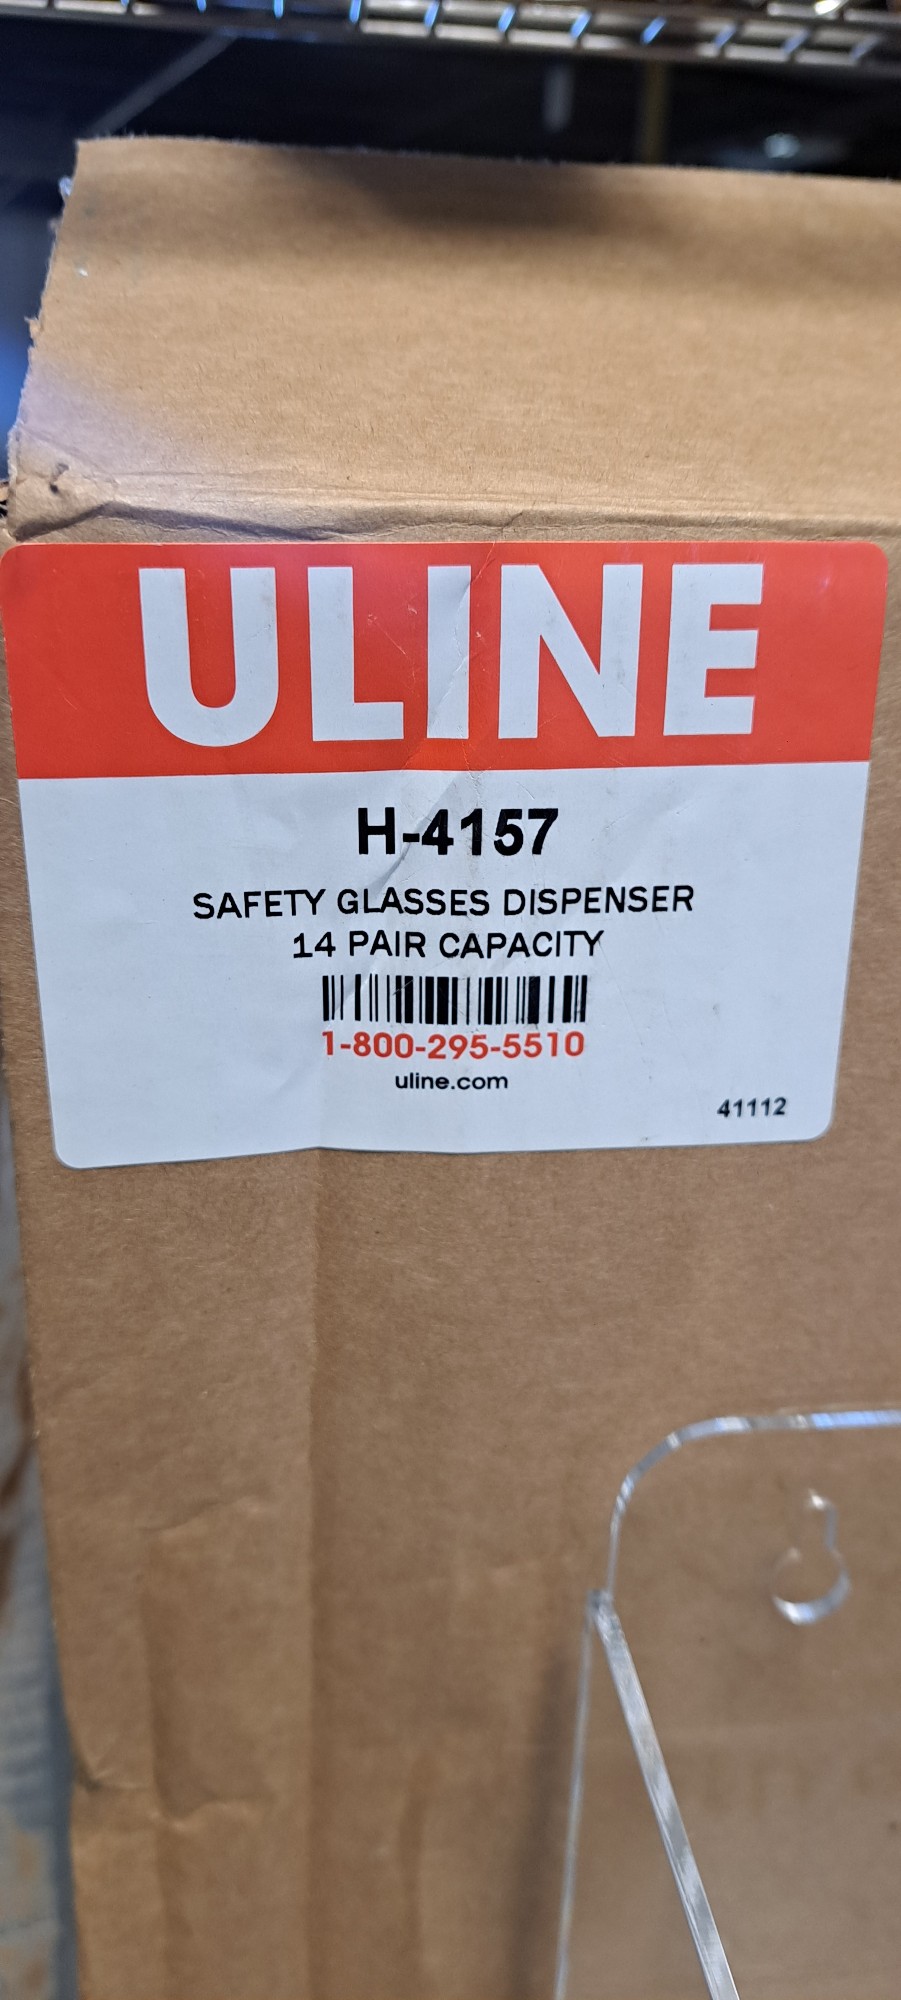 ULINE
H-4157
SAFETY GLASSES DISPENSER
14 PAIR CAPACITY
1-800-295-5510
uline.com
41112